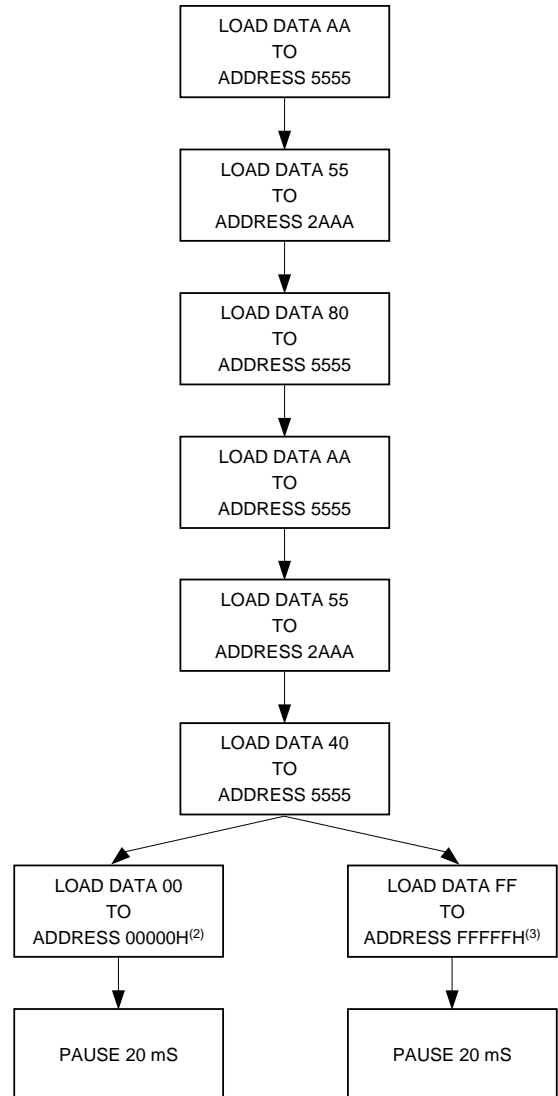 LOAD DATA AA
TO
ADDRESS 5555
LOAD DATA 55
TO
ADDRESS 2AAA
LOAD DATA 80
TO
ADDRESS 5555
LOAD DATA AA
TO
ADDRESS 5555
LOAD DATA 55
TO
ADDRESS 2AAA
LOAD DATA 40
TO
ADDRESS 5555
LOAD DATA 00
TO
ADDRESS 00000H(2)
LOAD DATA FF
TO
ADDRESS FFFFFH(3)
PAUSE 20 mS
PAUSE 20 mS